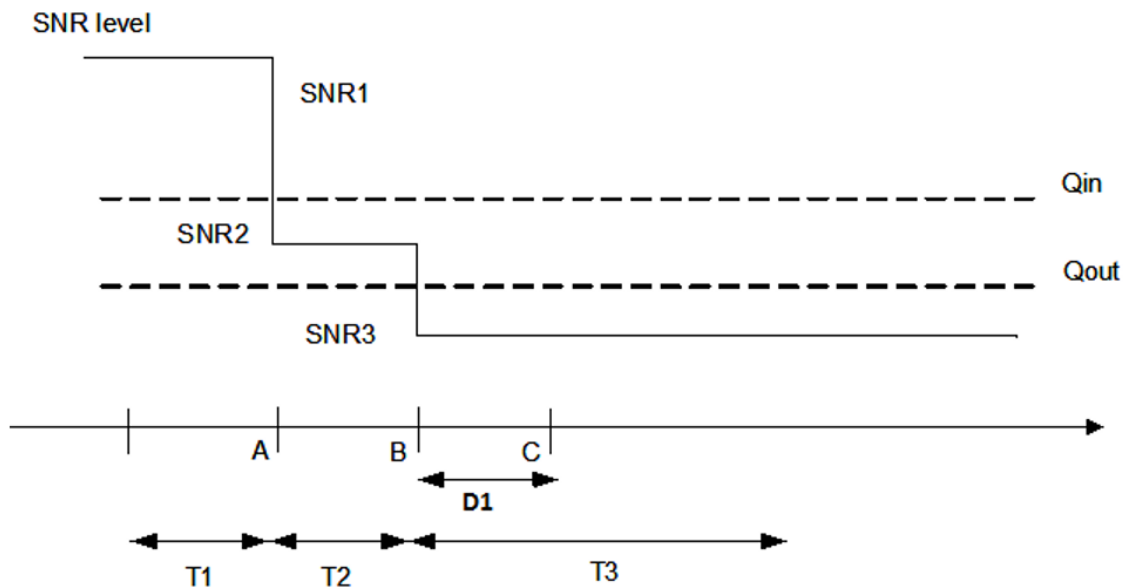 SNR level
SNR1
Qin
SNR2
Qout
SNR3
A B C
D1
T1 T2 T3